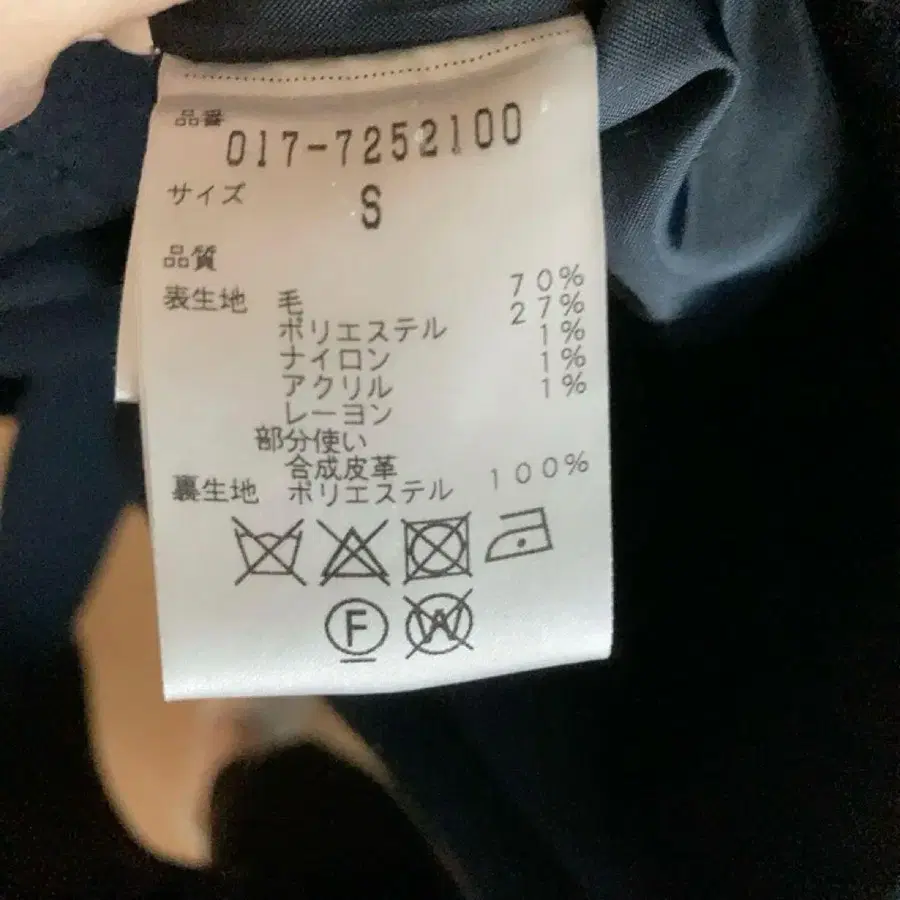 品番
017-7252100
サイズ S
品質
表生地 毛 70%
ポリエステル 27%
ナイロン 1%
アクリル 1%
レーヨン 1%
部分使い
合成皮革
裏生地 ポリエステル 100%
F W